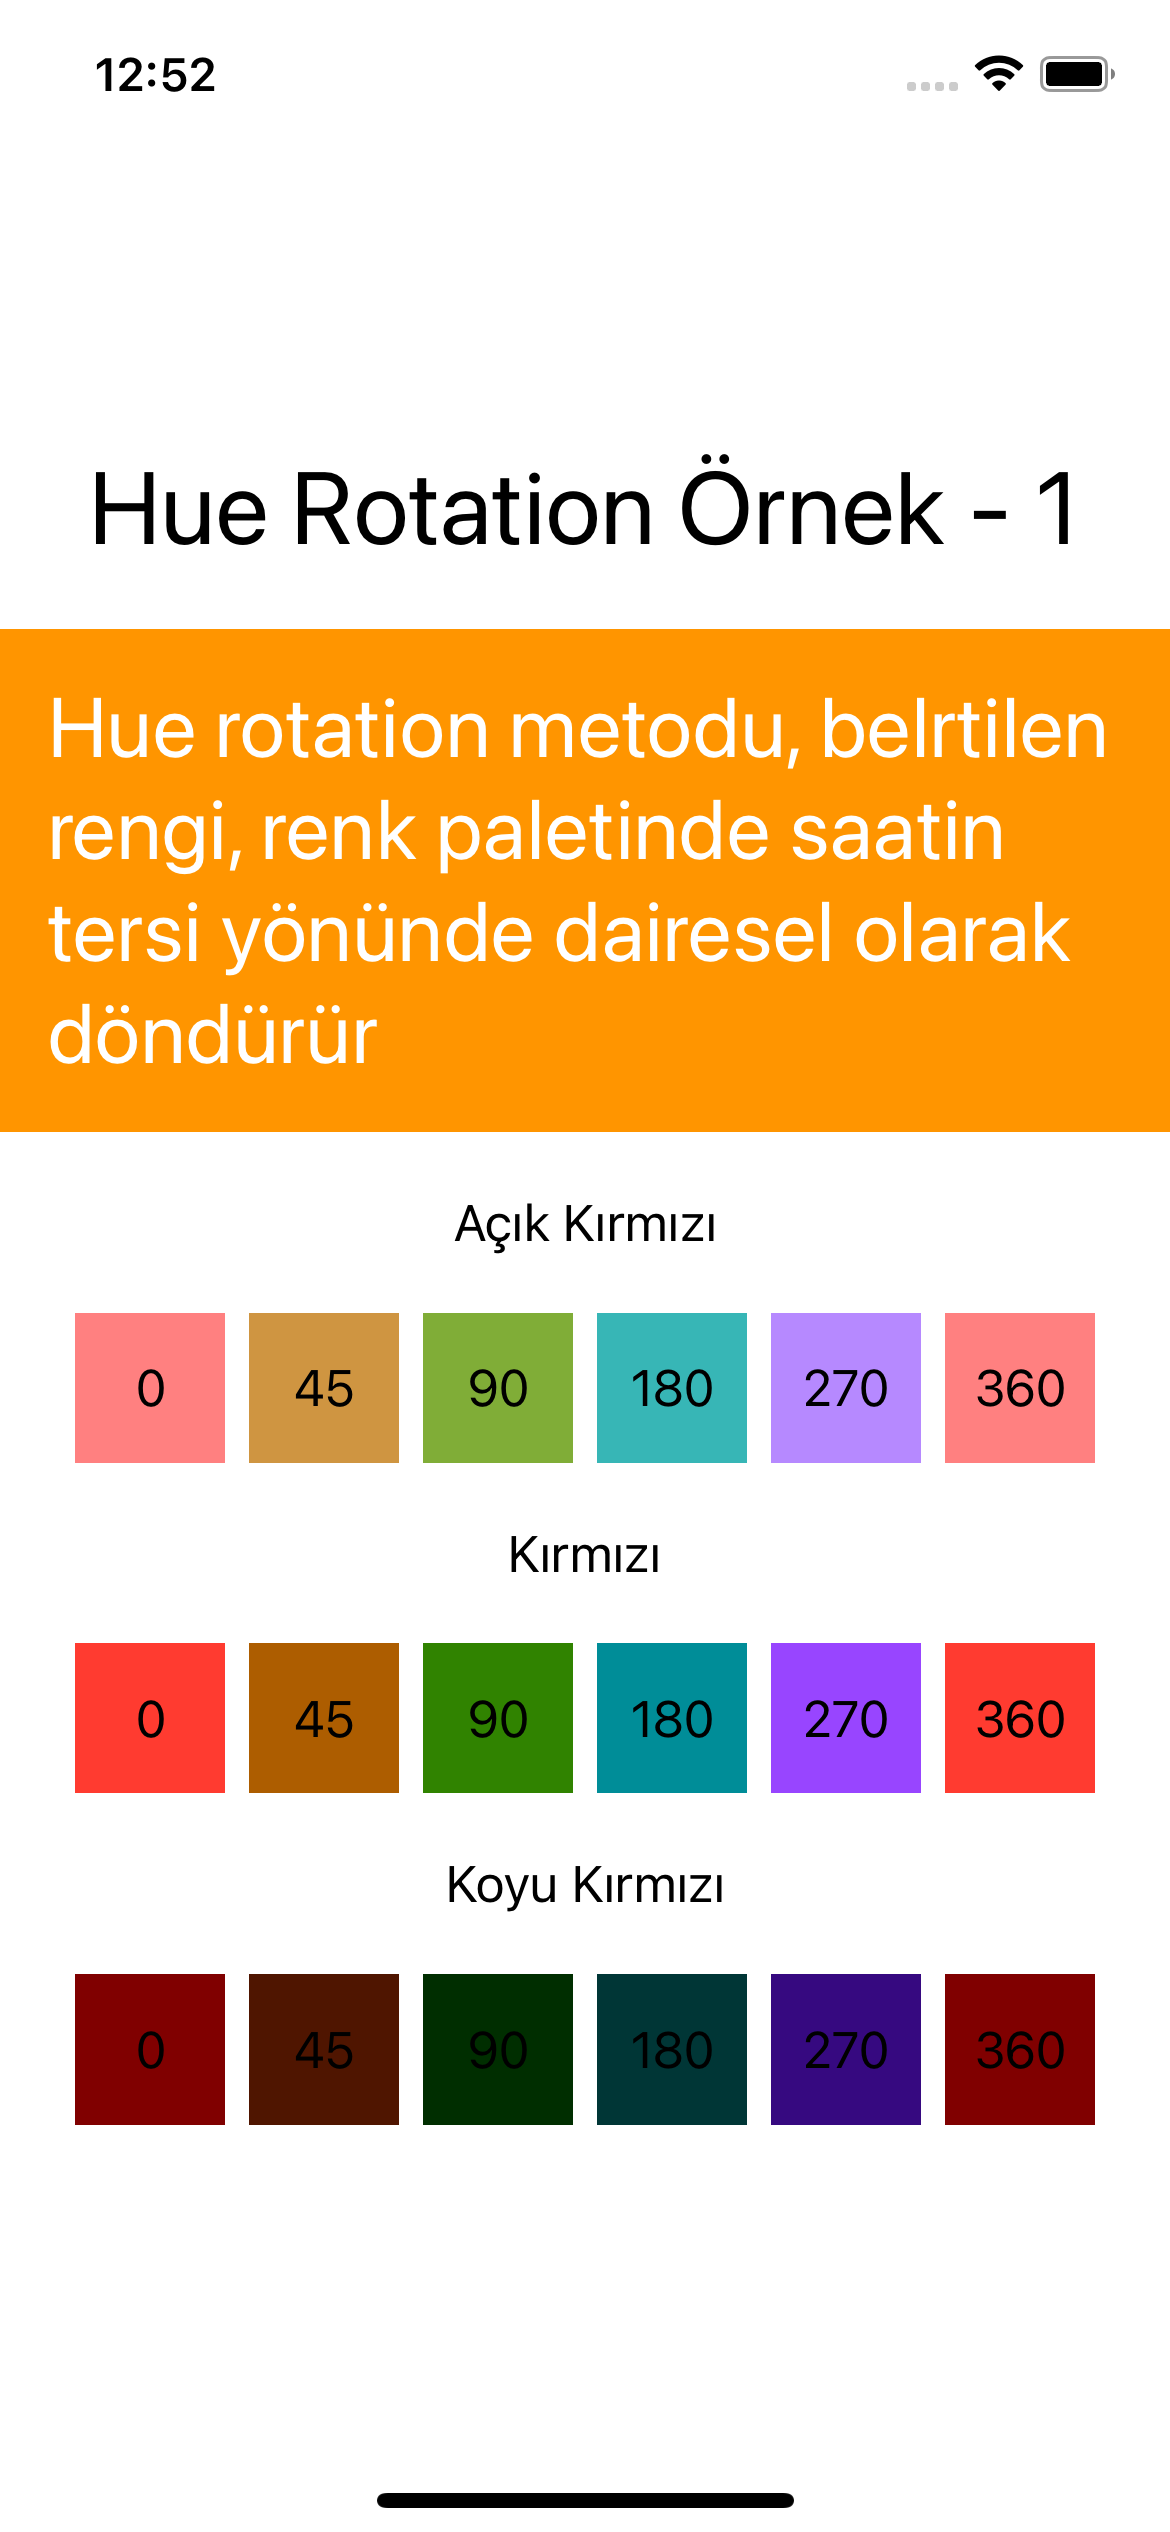 12:52
Hue Rotation Örnek - 1
Hue rotation metodu, belrtilen
rengi, renk paletinde saatin
tersi yönünde dairesel olarak
döndürür
Açık Kırmızı
0 45 90 180 270 360
Kırmızı
0 45 90 180 270 360
Koyu Kırmızı
0 45 90 180 270 360